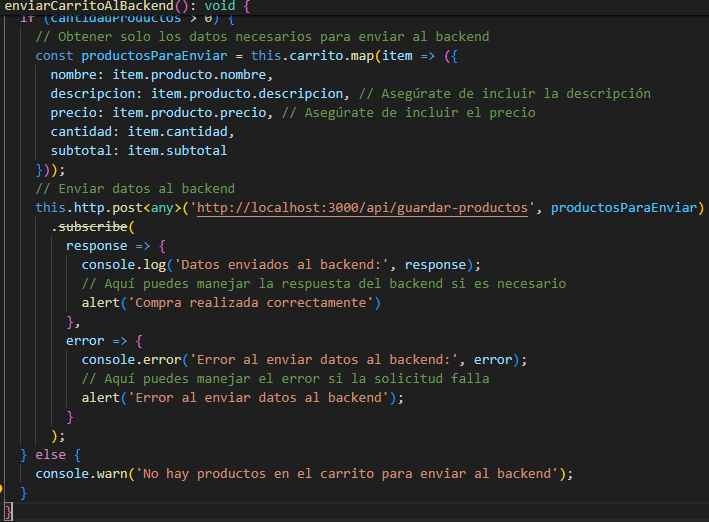 enviarCarritoAlBackend(): void {
if (cantidadProductos > 0) {
// Obtener solo los datos necesarios para enviar al backend
const productosParaEnviar = this.carrito.map(item => ({
nombre: item.producto.nombre,
descripcion: item.producto.descripcion, // Asegúrate de incluir la descripción
precio: item.producto.precio, // Asegúrate de incluir el precio
cantidad: item.cantidad,
subtotal: item.subtotal
}));
// Enviar datos al backend
this.http.post<any>('http://localhost:3000/api/guardar-productos', productosParaEnviar)
.subscribe(
response => {
console.log('Datos enviados al backend:', response);
// Aquí puedes manejar la respuesta del backend si es necesario
alert('Compra realizada correctamente')
},
error => {
console.error('Error al enviar datos al backend:', error);
// Aquí puedes manejar el error si la solicitud falla
alert('Error al enviar datos al backend');
}
);
} else {
console.warn('No hay productos en el carrito para enviar al backend');
}
}